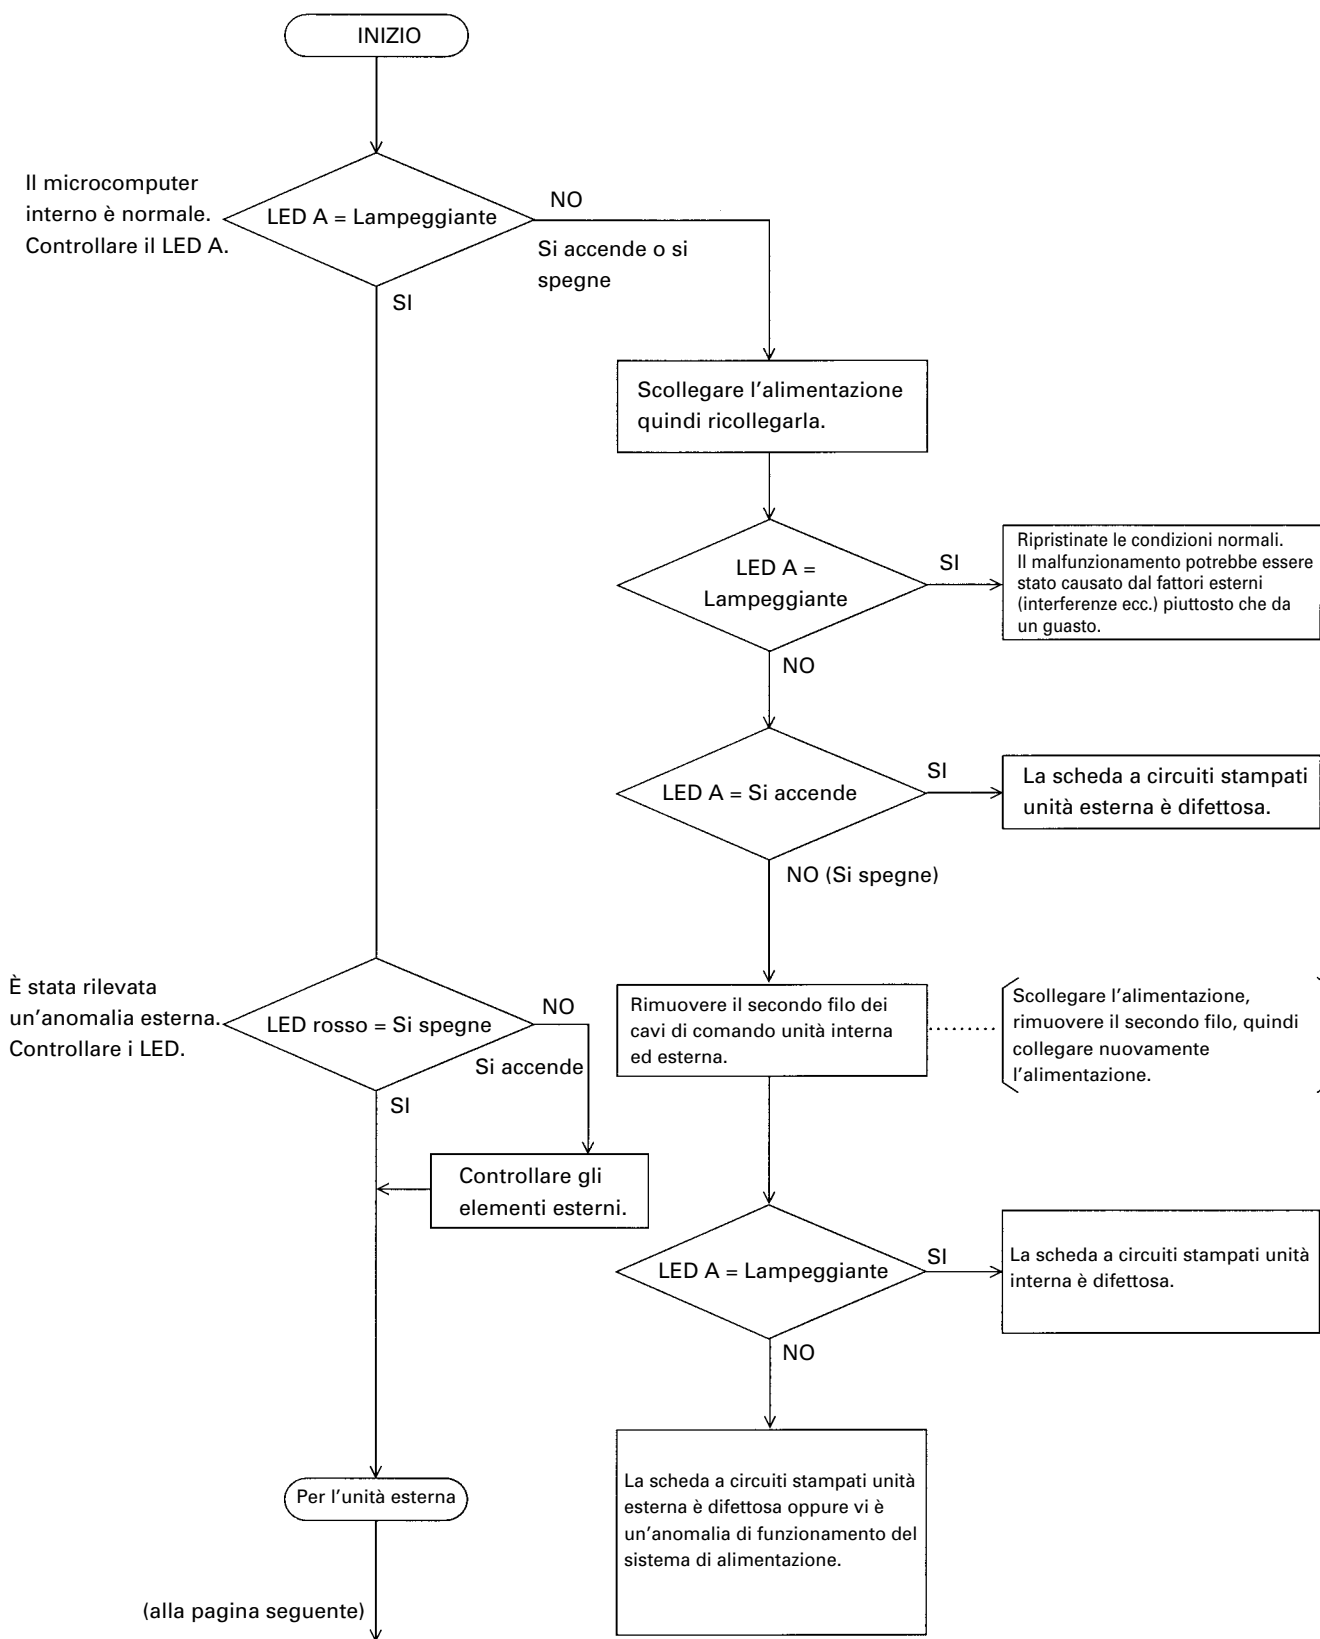 INIZIO
Il microcomputer
interno è normale.
Controllare il LED A.
LED A = Lampeggiante
NO
Si accende o si
spegne
SI
Scollegare l'alimentazione
quindi ricollegarla.
LED A =
Lampeggiante
SI
Ripristinate le condizioni normali.
Il malfunzionamento potrebbe essere
stato causato dal fattori esterni
(interferenze ecc.) piuttosto che da
un guasto.
NO
LED A = Si accende
SI
La scheda a circuiti stampati
unità esterna è difettosa.
NO (Si spegne)
È stata rilevata
un'anomalia esterna.
Controllare i LED.
LED rosso = Si spegne
NO
Si accende
SI
Controllare gli
elementi esterni.
Rimuovere il secondo filo dei
cavi di comando unità interna
ed esterna.
Scollegare l'alimentazione,
rimuovere il secondo filo, quindi
collegare nuovamente
l'alimentazione.
LED A = Lampeggiante
SI
La scheda a circuiti stampati unità
interna è difettosa.
NO
La scheda a circuiti stampati unità
esterna è difettosa oppure vi è
un'anomalia di funzionamento del
sistema di alimentazione.
Per l'unità esterna
(alla pagina seguente)